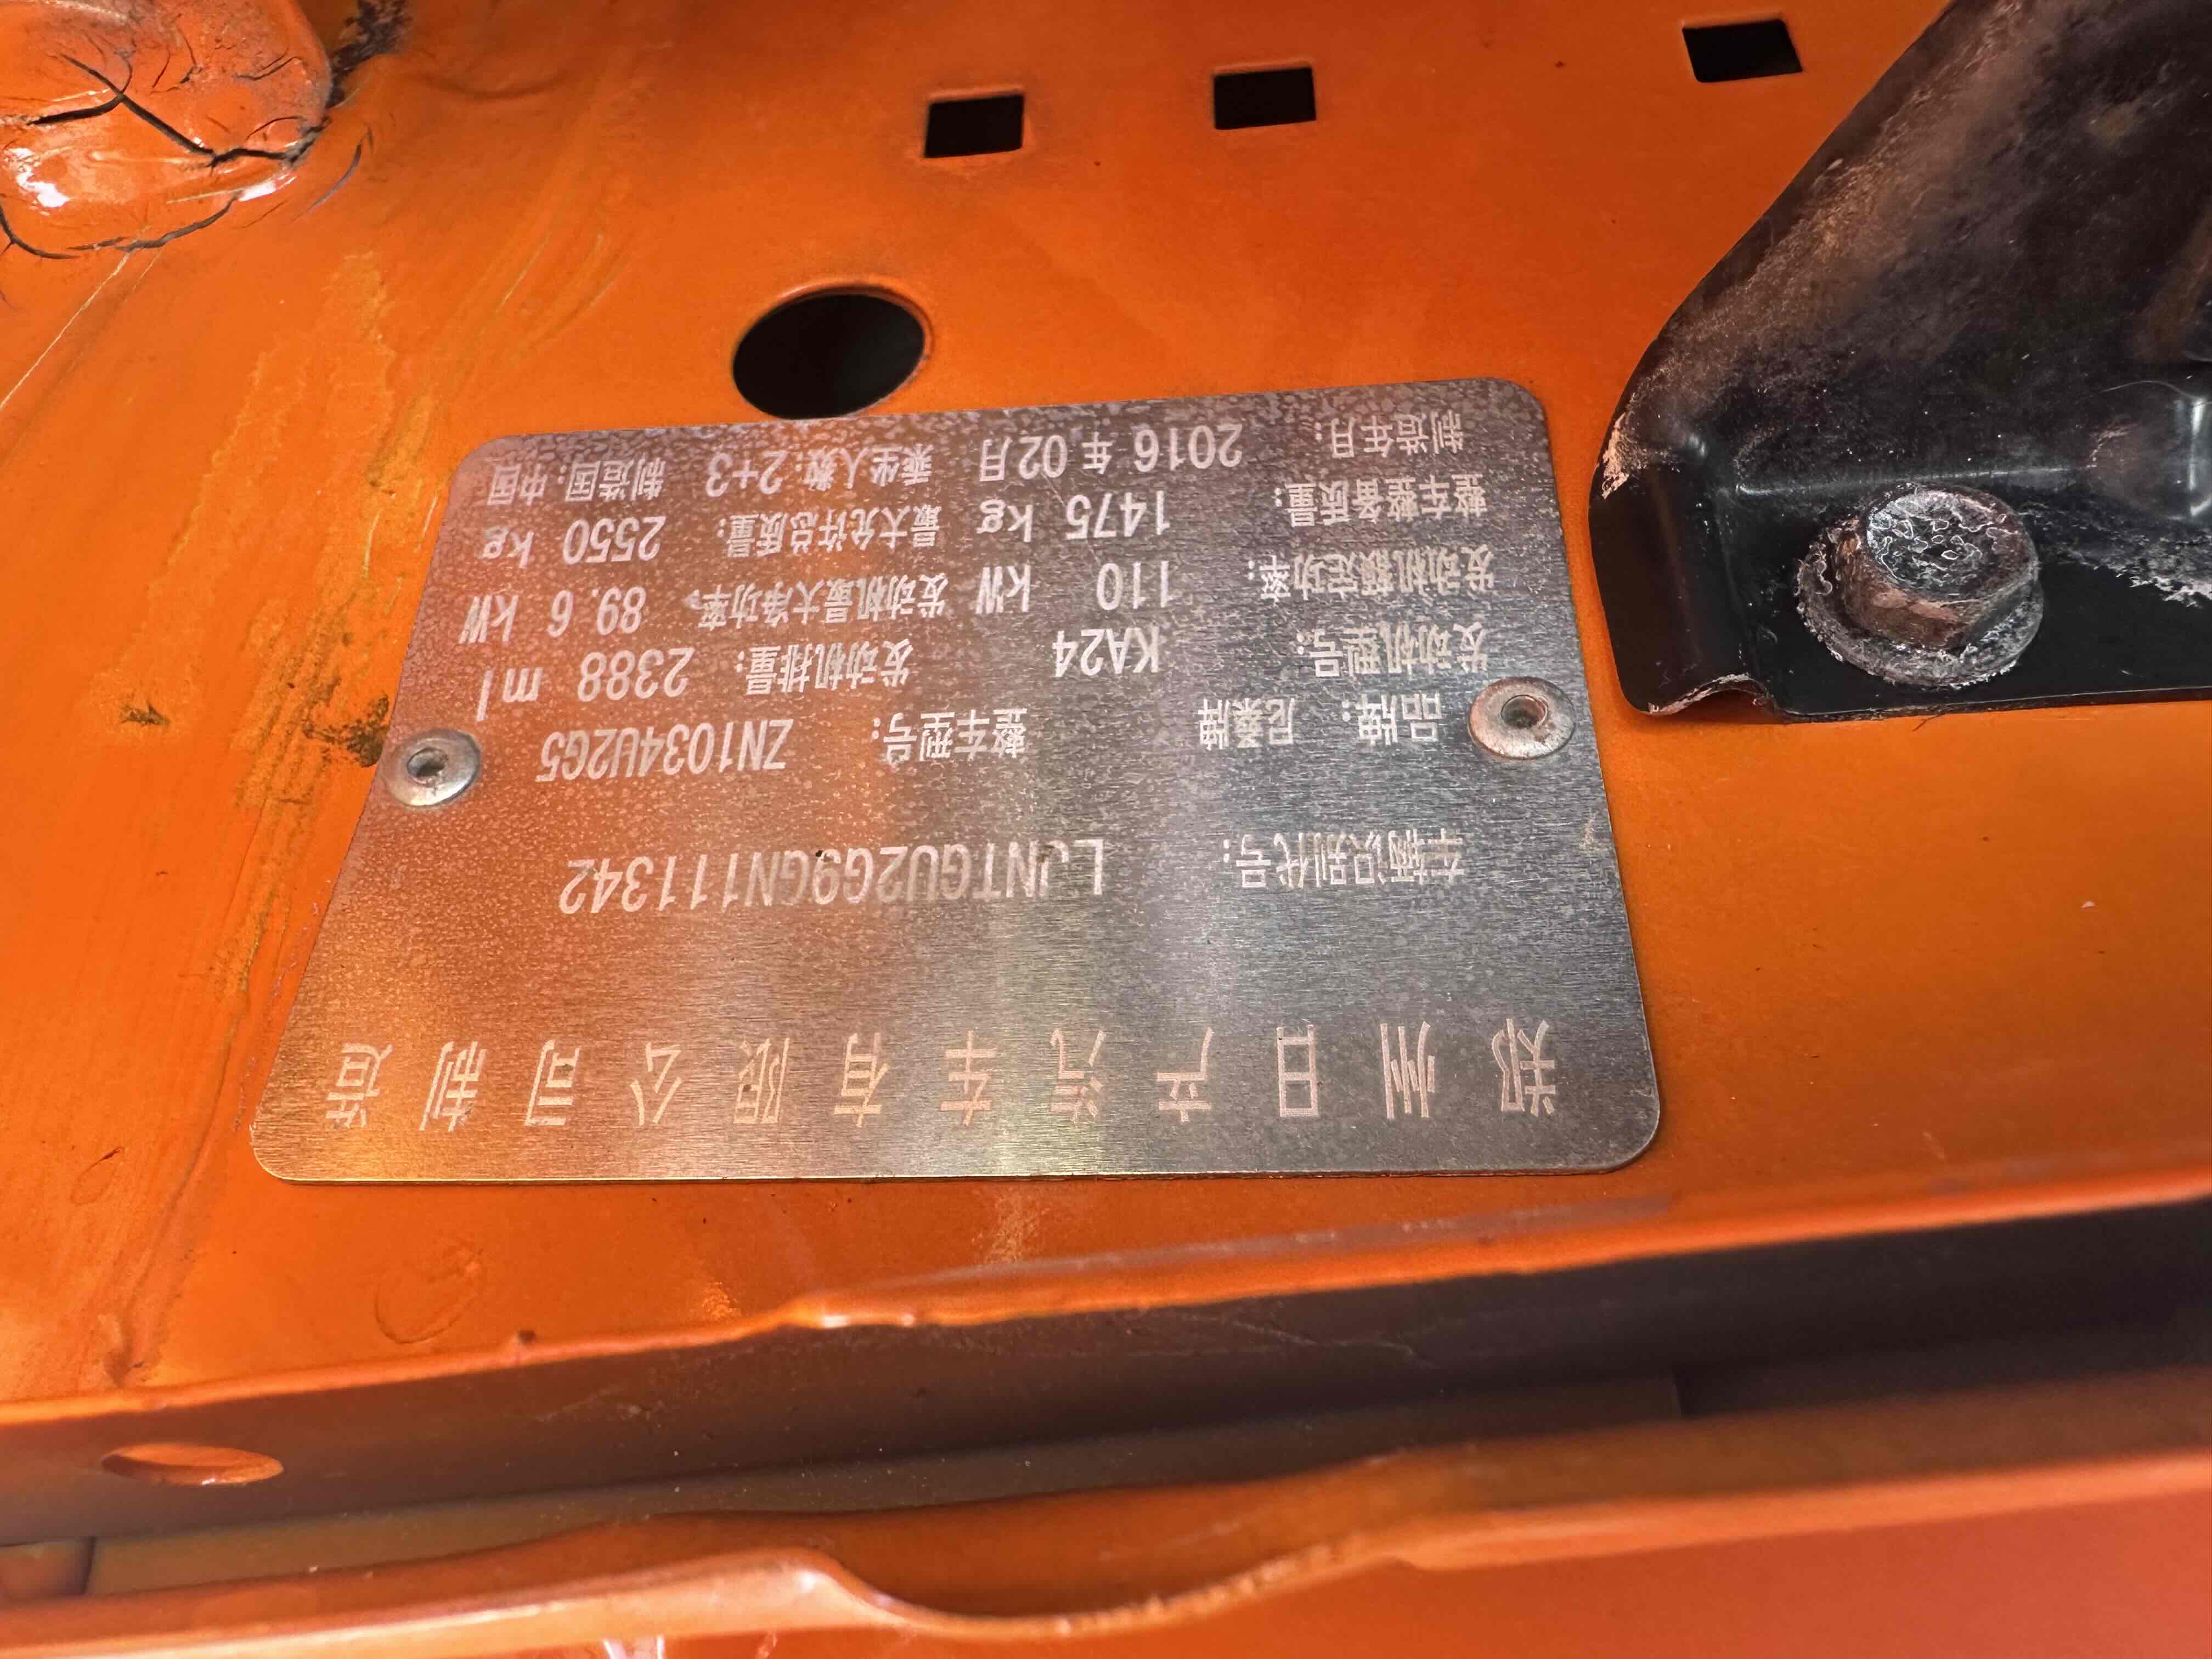 郑州日产汽车有限公司制造
车辆识别代号: LJNTGU2G9GN111342
品牌: 尼桑牌 整车型号: ZN1034U2G5
发动机型号: KA24 发动机排量: 2388 ml
发动机额定功率: 110 kW 发动机最大净功率: 89.6 kW
整车整备质量: 1475 kg 最大允许总质量: 2550 kg
制造年月: 2016 年 02月 乘坐人数: 2+3 制造国: 中国